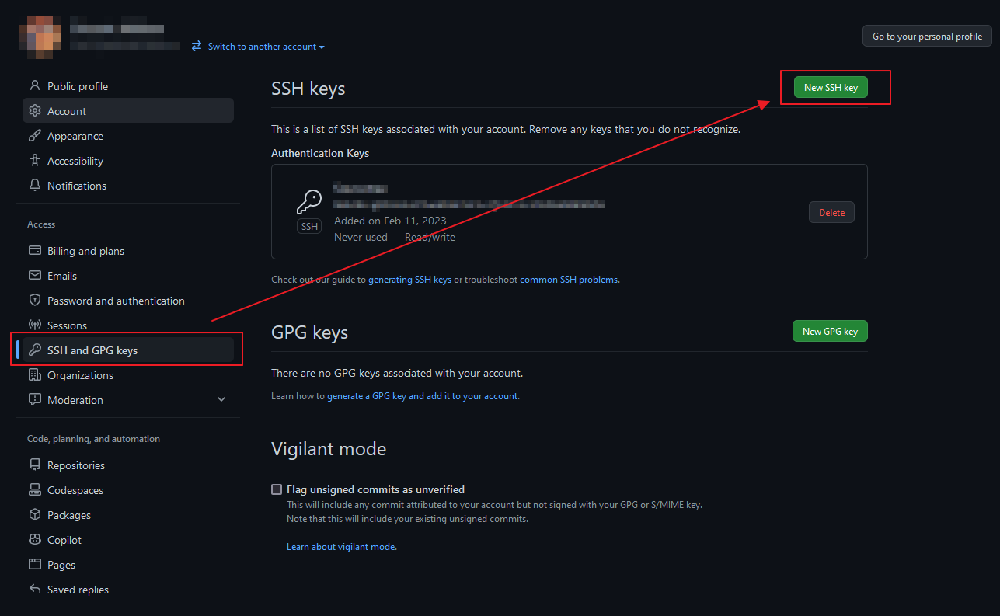 Switch to another account
Go to your personal profile
Public profile
Account
Appearance
Accessibility
Notifications
Access
Billing and plans
Emails
Password and authentication
Sessions
SSH and GPG keys
Organizations
Moderation
Code, planning, and automation
Repositories
Codespaces
Packages
Copilot
Pages
Saved replies
SSH keys
New SSH key
This is a list of SSH keys associated with your account. Remove any keys that you do not recognize.
Authentication Keys
SSH
Added on Feb 11, 2023
Never used — Read/write
Delete
Check out our guide to generating SSH keys or troubleshoot common SSH problems.
GPG keys
New GPG key
There are no GPG keys associated with your account.
Learn how to generate a GPG key and add it to your account.
Vigilant mode
Flag unsigned commits as unverified
This will include any commit attributed to your account but not signed with your GPG or S/MIME key.
Note that this will include your existing unsigned commits.
Learn about vigilant mode.